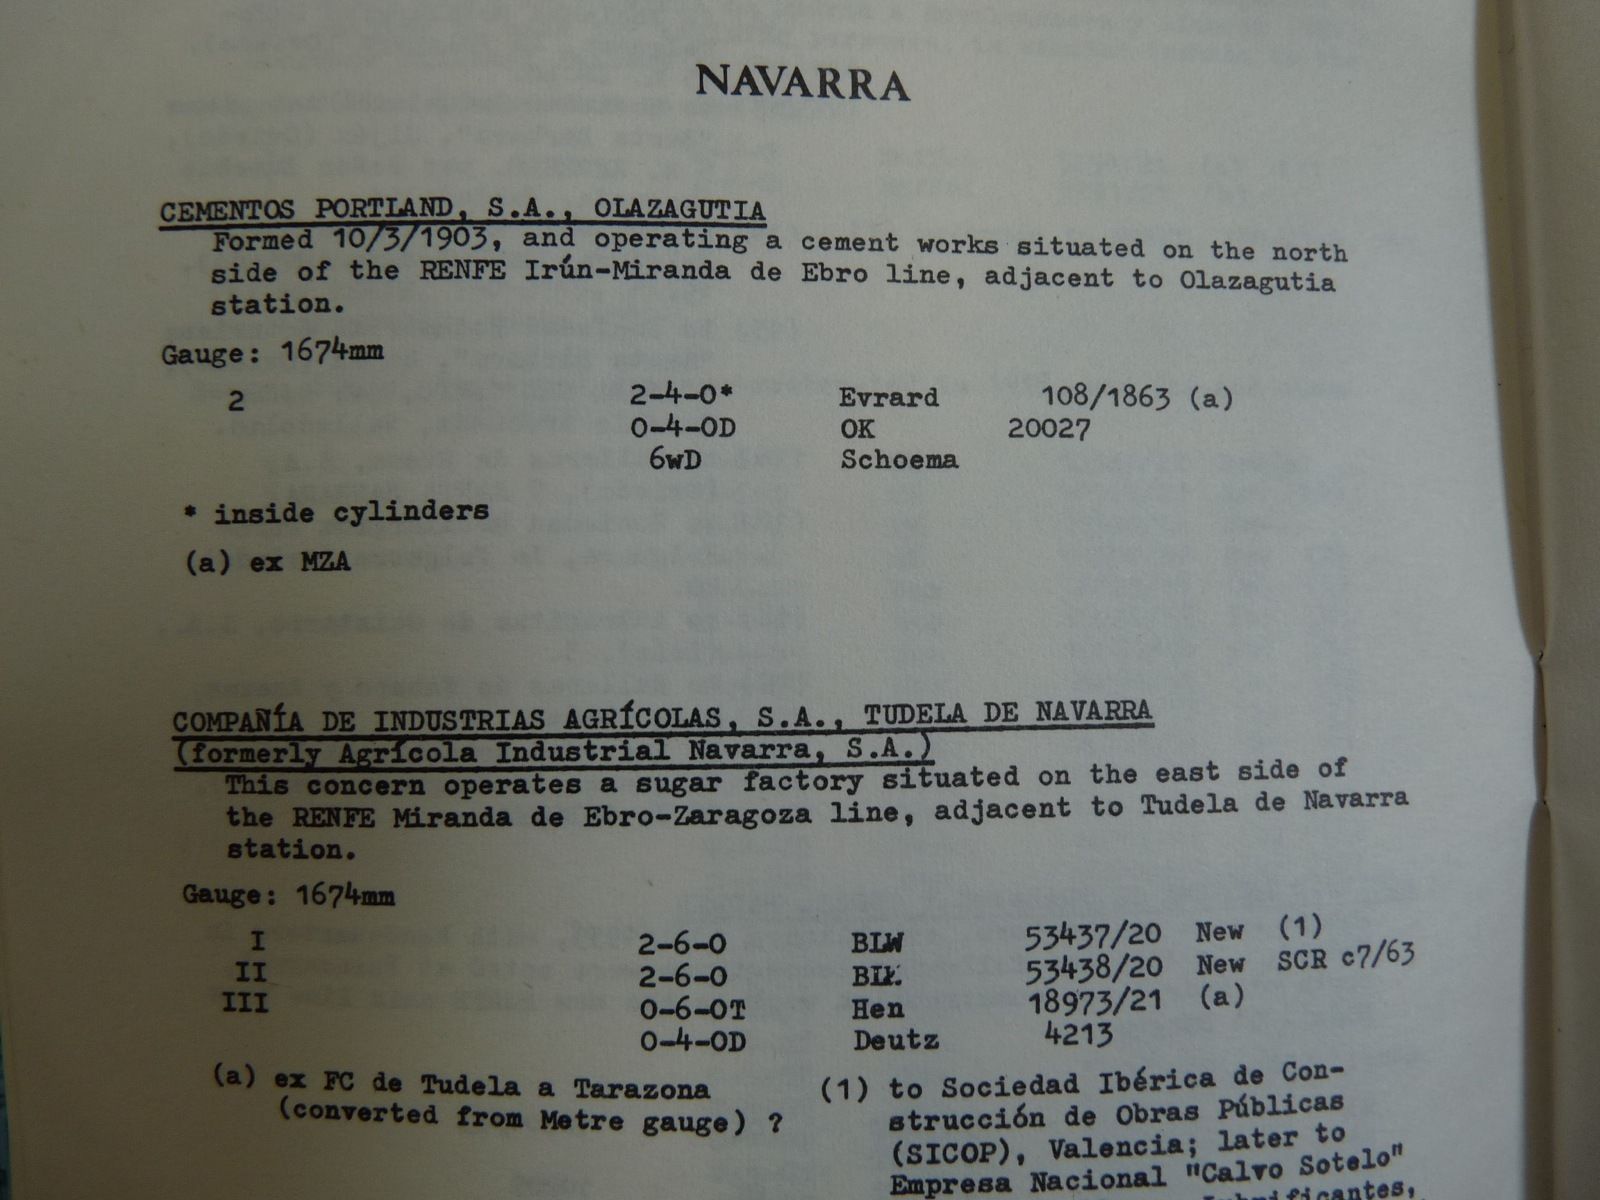 NAVARRA
CEMENTOS PORTLAND, S.A., OLAZAGUTIA
Formed 10/3/1903, and operating a cement works situated on the north
side of the RENFE Irún-Miranda de Ebro line, adjacent to Olazagutia
station.
Gauge: 1674mm
2 2-4-0* Evrard 108/1863 (a)
0-4-0D OK 20027
6wD Schoema
* inside cylinders
(a) ex MZA
COMPAÑÍA DE INDUSTRIAS AGRÍCOLAS, S.A., TUDELA DE NAVARRA
(formerly Agrícola Industrial Navarra, S.A.)
This concern operates a sugar factory situated on the east side of
the RENFE Miranda de Ebro-Zaragoza line, adjacent to Tudela de Navarra
station.
Gauge: 1674mm
I 2-6-0 BLW 53437/20 New (1)
II 2-6-0 53438/20 New SCR c7/63
III 0-6-0T Hen 18973/21 (a)
0-4-0D Deutz 4213
(a) ex FC de Tudela a Tarazona
(converted from Metre gauge) ?
(1) to Sociedad Ibérica de Con-
strucción de Obras Públicas
(SICOP), Valencia; later to
Empresa Nacional "Calvo Sotelo"